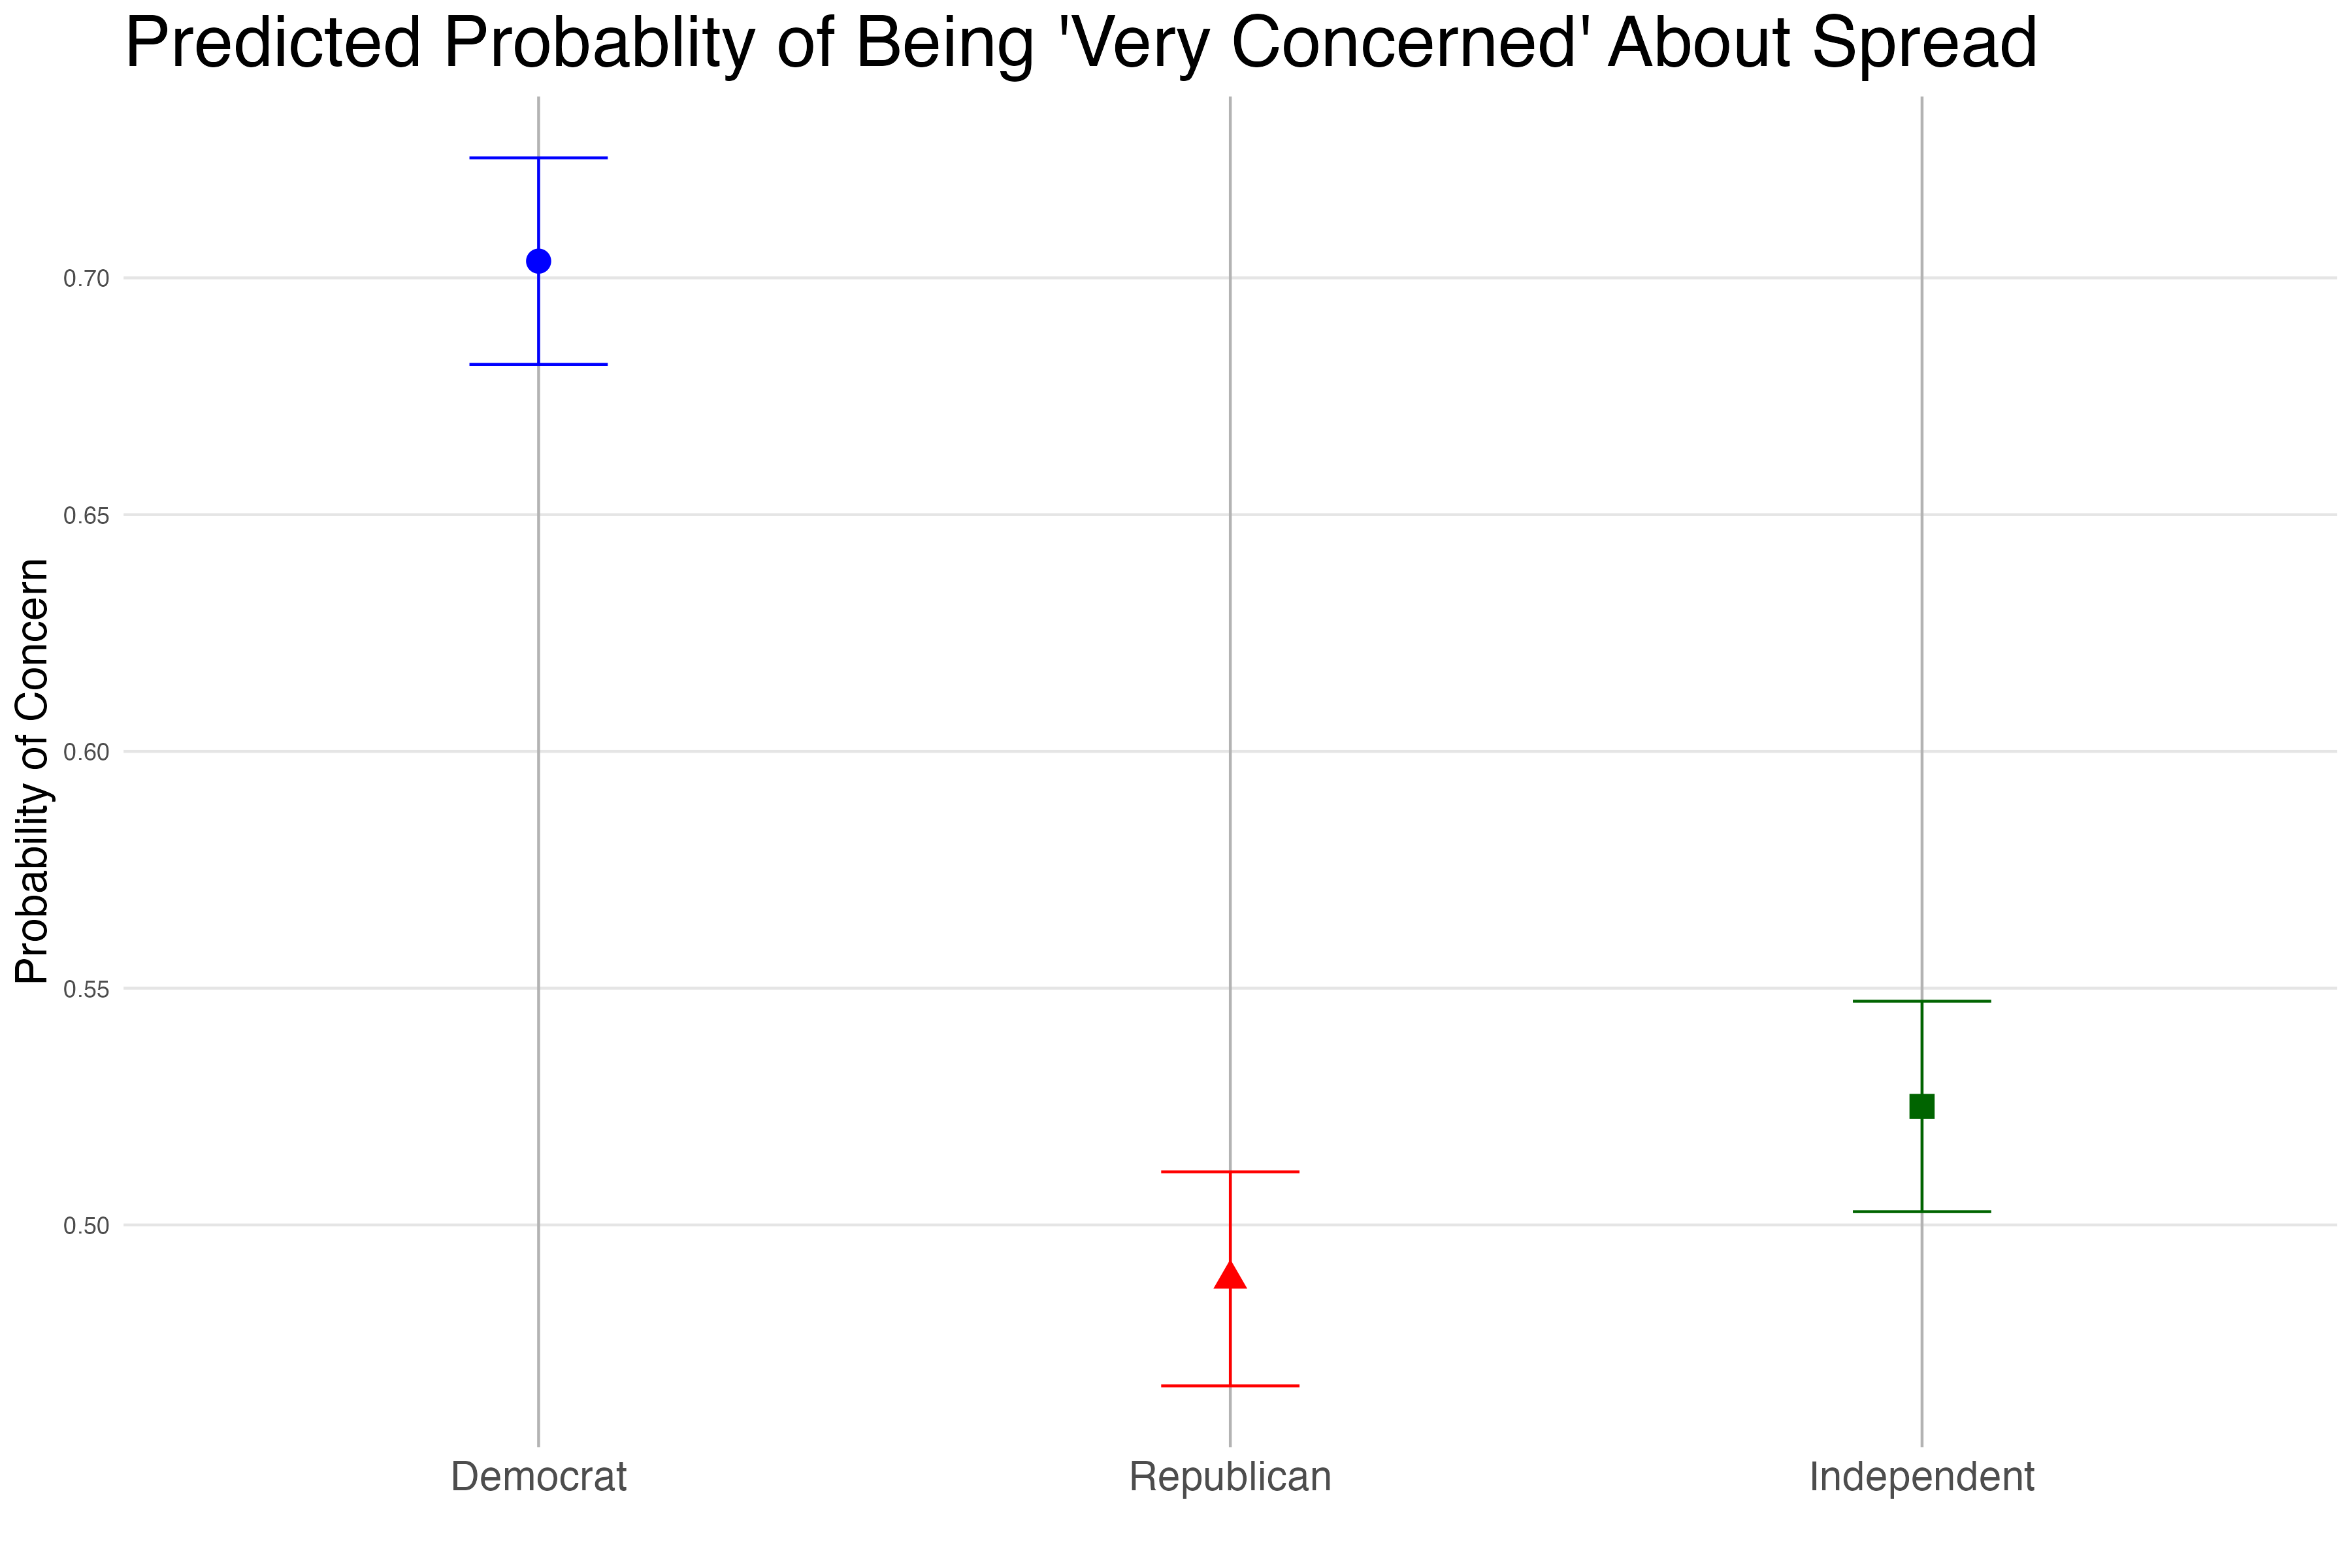 Predicted Probablity of Being 'Very Concerned' About Spread
Probability of Concern
0.70
0.65
0.60
0.55
0.50
Democrat
Republican
Independent